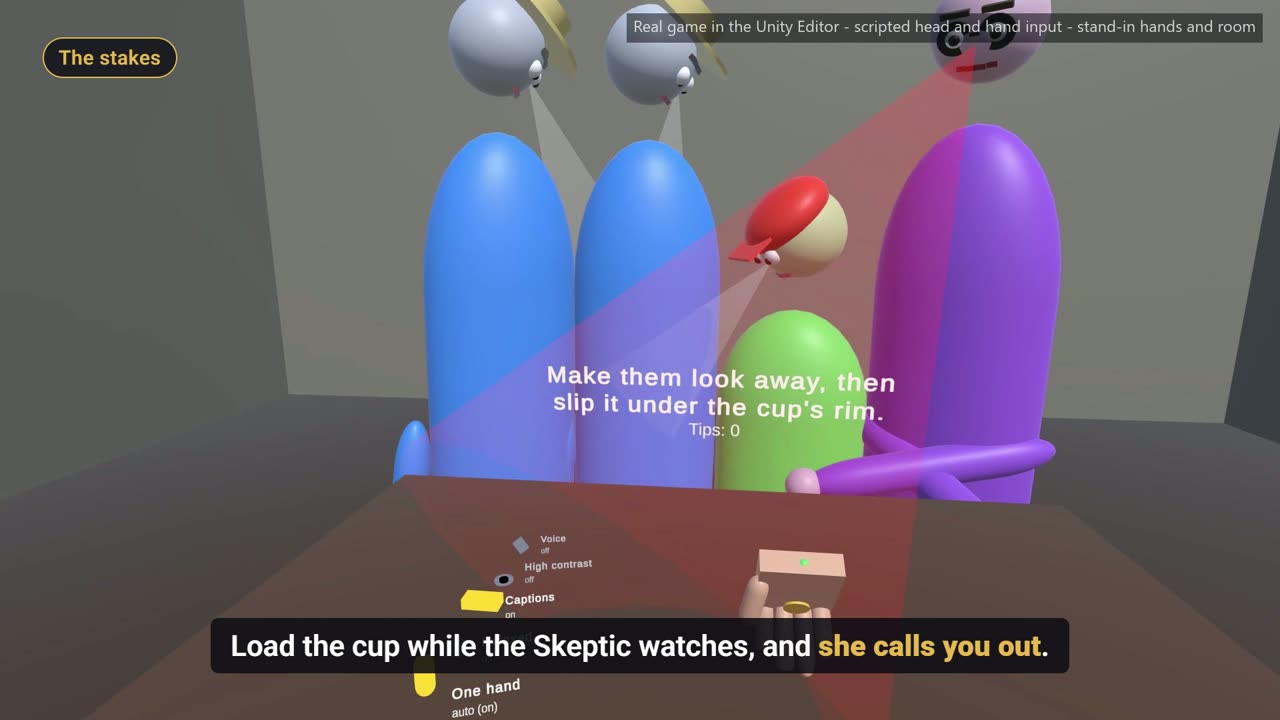 Real game in the Unity Editor - scripted head and hand input - stand-in hands and room
The stakes
Make them look away, then
slip it under the cup's rim.
Tips: 0
Voice
off
High contrast
off
Captions
on
Load the cup while the Skeptic watches, and she calls you out.
One hand
auto (on)